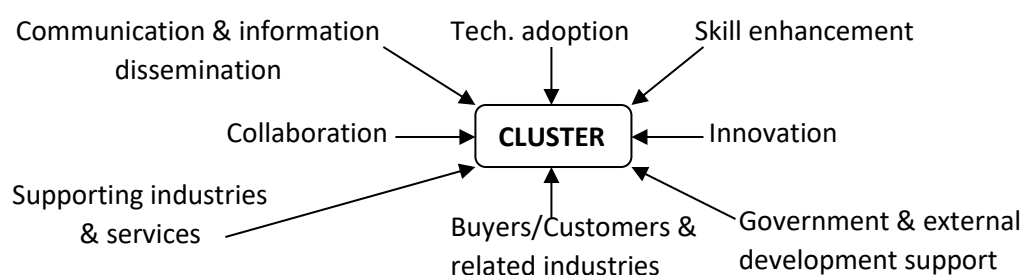 Communication & information
dissemination
Tech. adoption
Skill enhancement
Collaboration
CLUSTER
Innovation
Supporting industries
& services
Buyers/Customers &
related industries
Government & external
development support